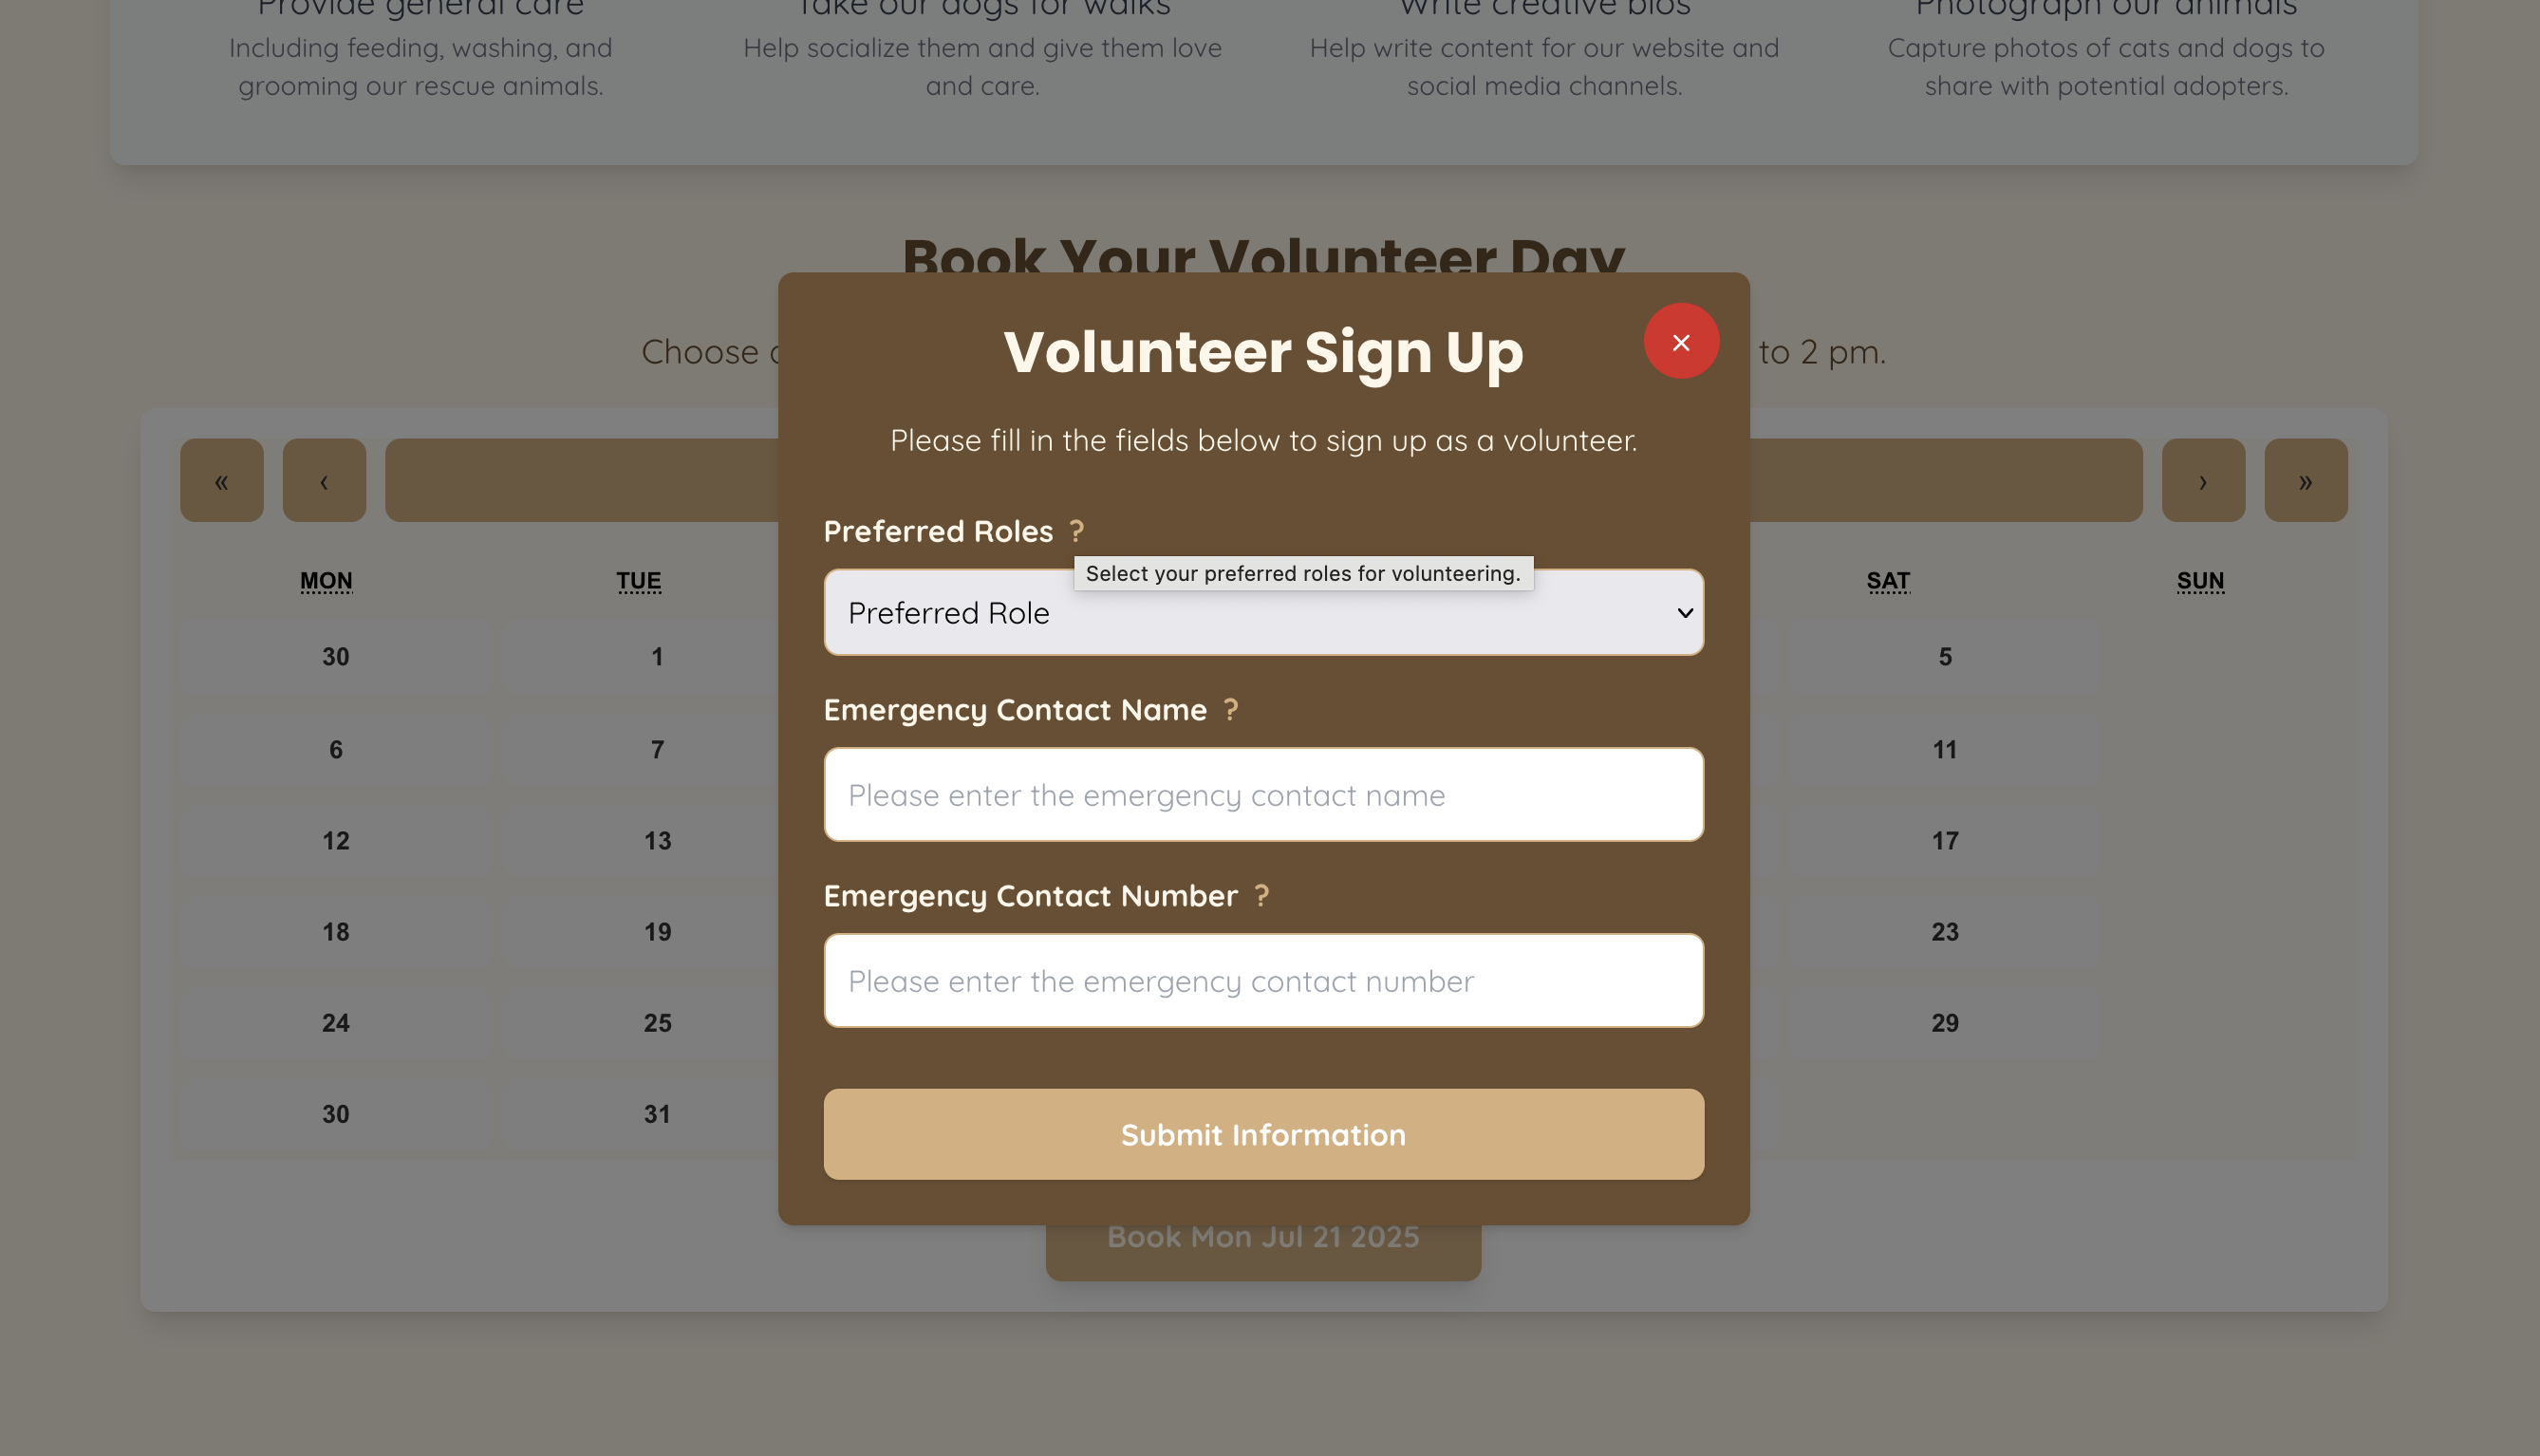 Provide general care
Take our dogs for walks
Write creative bios
Photograph our animals
Including feeding, washing, and
grooming our rescue animals.
Help socialize them and give them love
and care.
Help write content for our website and
social media channels.
Capture photos of cats and dogs to
share with potential adopters.
Book Your Volunteer Day
Choose
to 2 pm.
Volunteer Sign Up
×
Please fill in the fields below to sign up as a volunteer.
Preferred Roles ?
Select your preferred roles for volunteering.
Preferred Role
Emergency Contact Name ?
Please enter the emergency contact name
Emergency Contact Number ?
Please enter the emergency contact number
Submit Information
« ‹ › »
MON TUE SAT SUN
30 1 5
6 7 11
12 13 17
18 19 23
24 25 29
30 31
Book Mon Jul 21 2025